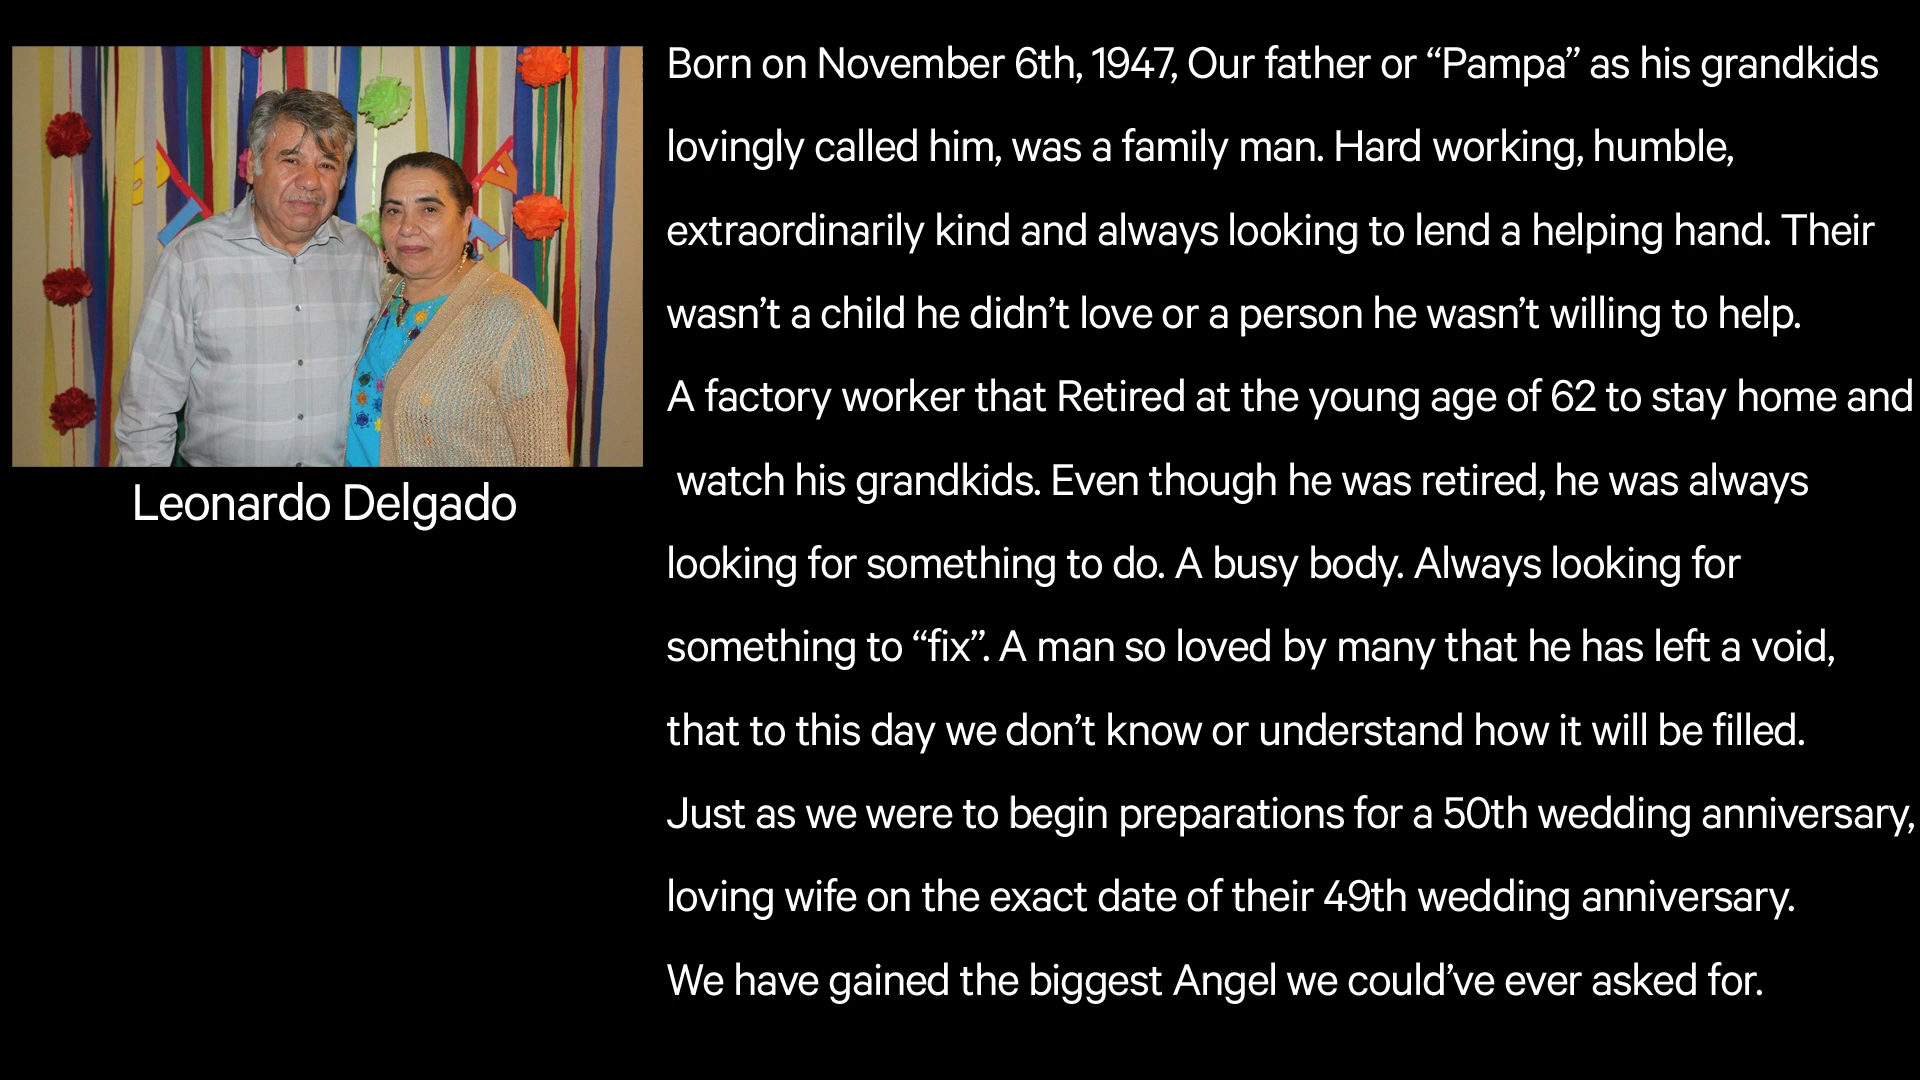 Born on November 6th, 1947, Our father or “Pampa” as his grandkids
lovingly called him, was a family man. Hard working, humble,
extraordinarily kind and always looking to lend a helping hand. Their
wasn’t a child he didn’t love or a person he wasn’t willing to help.
A factory worker that Retired at the young age of 62 to stay home and
watch his grandkids. Even though he was retired, he was always
looking for something to do. A busy body. Always looking for
something to “fix”. A man so loved by many that he has left a void,
that to this day we don’t know or understand how it will be filled.
Just as we were to begin preparations for a 50th wedding anniversary,
loving wife on the exact date of their 49th wedding anniversary.
We have gained the biggest Angel we could’ve ever asked for.
Leonardo Delgado